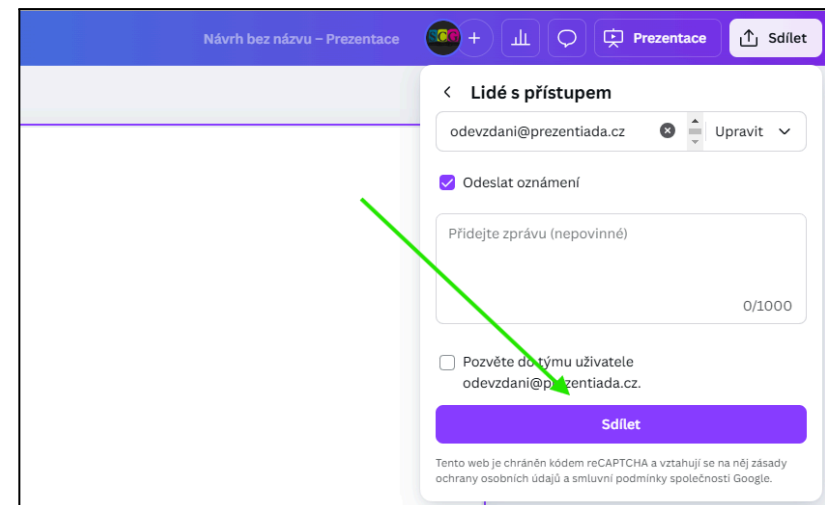 Návrh bez názvu – Prezentace
SCG
+
Prezentace
Sdílet
Lidé s přístupem
odevzdani@prezentiada.cz
Upravit
Odeslat oznámení
Přidejte zprávu (nepovinné)
0/1000
Pozvěte do týmu uživatele
odevzdani@prezentiada.cz.
Sdílet
Tento web je chráněn kódem reCAPTCHA a vztahují se na něj zásady
ochrany osobních údajů a smluvní podmínky společnosti Google.